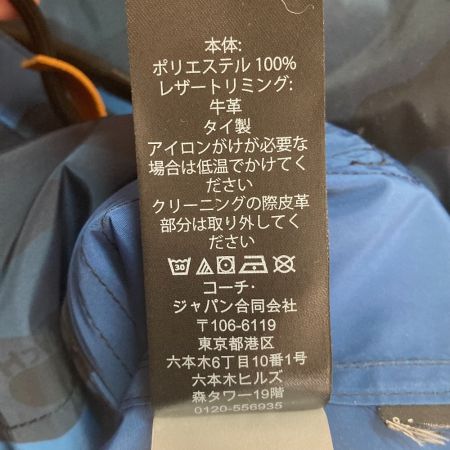 本体:
ポリエステル 100%
レザートリミング:
牛革
タイ製
アイロンがけが必要な
場合は低温でかけてく
ださい
クリーニングの際皮革
部分は取り外してく
ださい
30
コーチ・
ジャパン合同会社
〒106-6119
東京都港区
六本木6丁目10番1号
六本木ヒルズ
森タワー19階
0120-556935